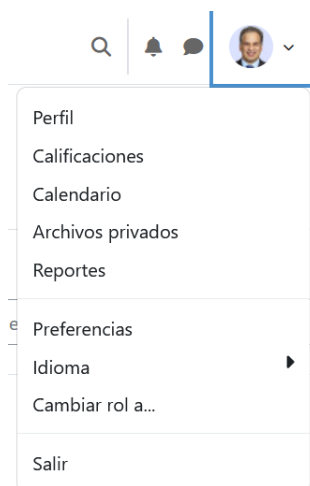 Perfil
Calificaciones
Calendario
Archivos privados
Reportes
e
Preferencias
Idioma
Cambiar rol a...
Salir